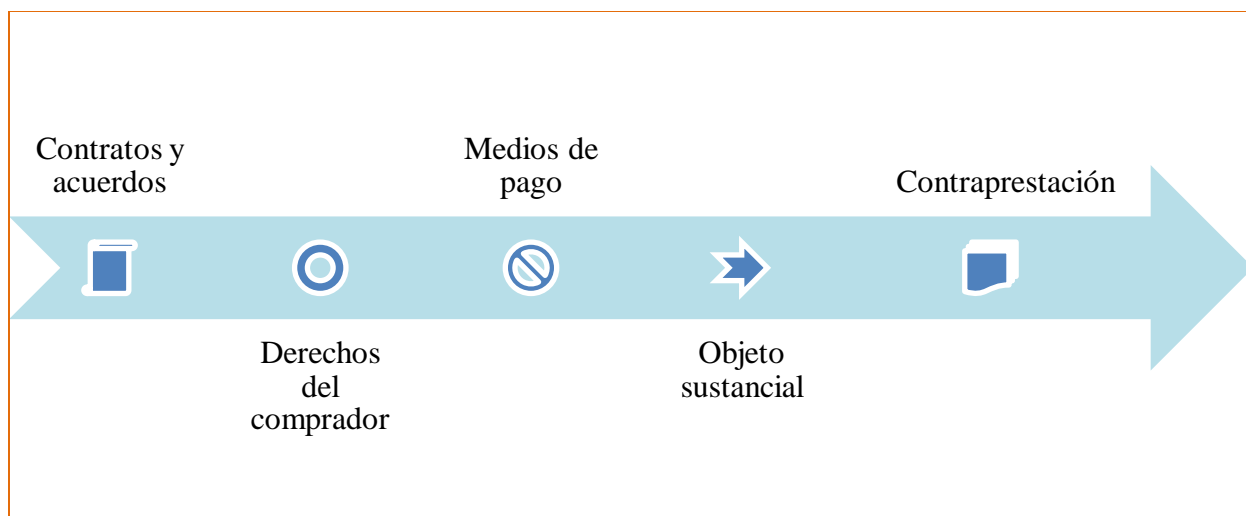 Contratos y
acuerdos
Derechos
del
comprador
Medios de
pago
Objeto
sustancial
Contraprestación